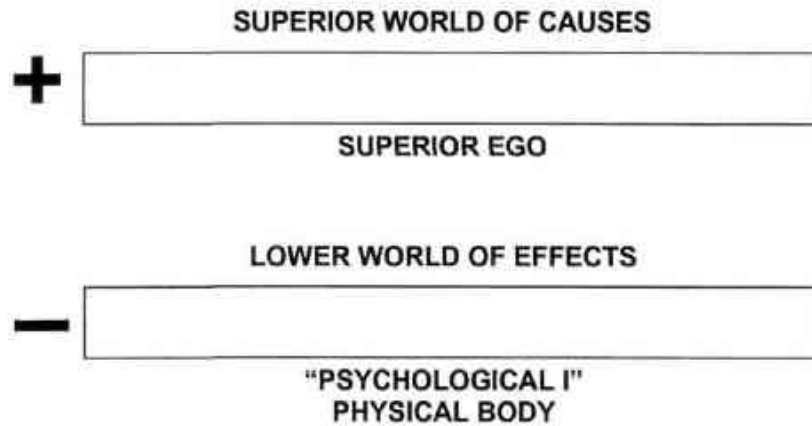 SUPERIOR WORLD OF CAUSES
+
SUPERIOR EGO
LOWER WORLD OF EFFECTS
−
“PSYCHOLOGICAL I”
PHYSICAL BODY